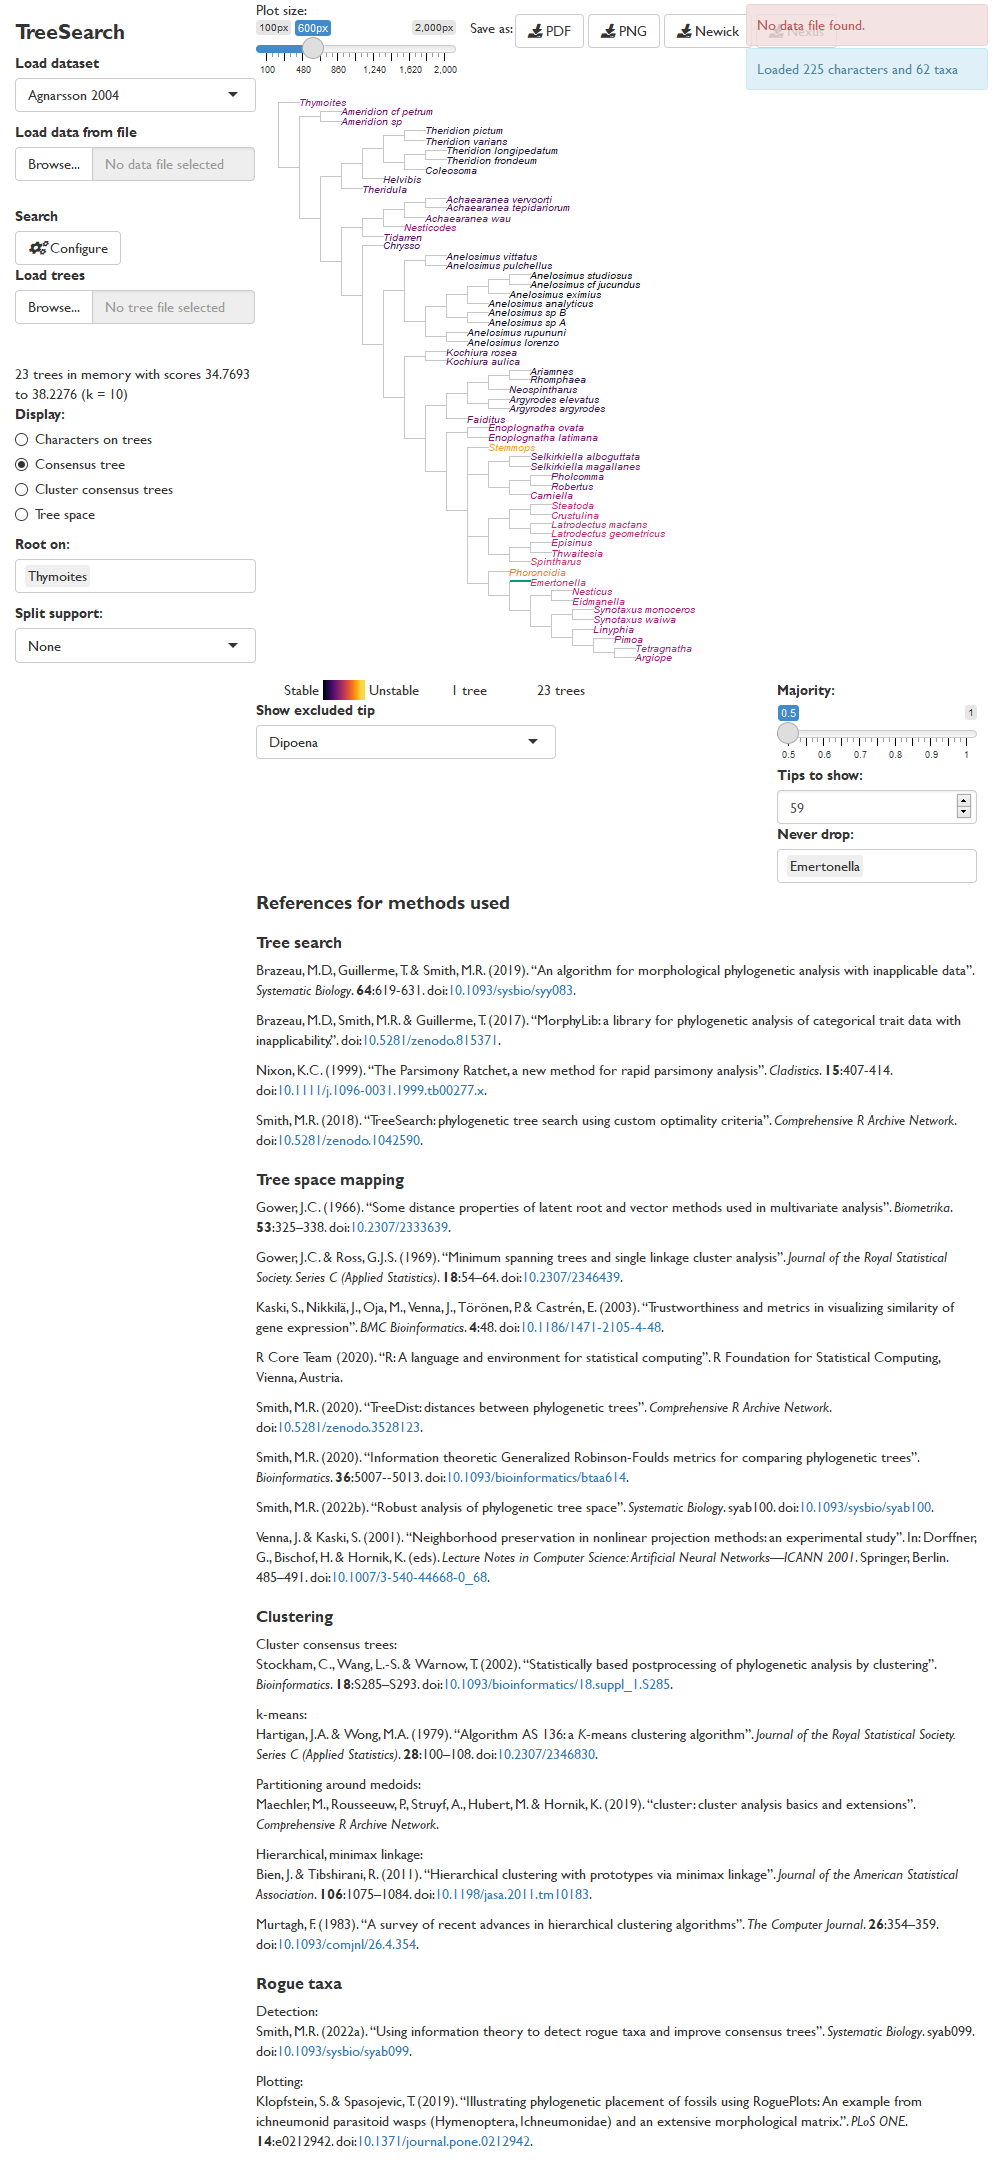 TreeSearch
Load dataset
Agnarsson 2004
Load data from file
Browse... No data file selected
Search
Configure
Load trees
Browse... No tree file selected
23 trees in memory with scores 34.7693
to 38.2276 (k = 10)
Display:
Characters on trees
Consensus tree
Cluster consensus trees
Tree space
Root on:
Thymoites
Split support:
None
Plot size:
100px 600px 2,000px
100 480 860 1,240 1,620 2,000
Save as: PDF PNG Newick Nexus
No data file found.
Loaded 225 characters and 62 taxa
Thymoites
Ameridion cf petrum
Ameridion sp
Theridion pictum
Theridion varians
Theridion longipedatum
Theridion frondeum
Coleosoma
Helvibis
Theridula
Achaearanea vervoorti
Achaearanea tepidariorum
Achaearanea wau
Nesticodes
Tidarren
Chrysso
Anelosimus vittatus
Anelosimus pulchellus
Anelosimus studiosus
Anelosimus cf jucundus
Anelosimus eximius
Anelosimus analyticus
Anelosimus sp B
Anelosimus sp A
Anelosimus rupununi
Anelosimus lorenzo
Kochiura rosea
Kochiura aulica
Ariamnes
Rhomphaea
Neospintharus
Argyrodes elevatus
Argyrodes argyrodes
Faiditus
Enoplognatha ovata
Enoplognatha latimana
Stemmops
Selkirkiella alboguttata
Selkirkiella magallanes
Pholcomma
Robertus
Carniella
Steatoda
Crustulina
Latrodectus mactans
Latrodectus geometricus
Episinus
Thwaitesia
Spintharus
Phoroncidia
Emertonella
Nesticus
Eidmanella
Synotaxus monoceros
Synotaxus waiwa
Linyphia
Pimoa
Tetragnatha
Argiope
Stable Unstable 1 tree 23 trees
Show excluded tip
Dipoena
Majority:
0.5 1
0.5 0.6 0.7 0.8 0.9 1
Tips to show:
59
Never drop:
Emertonella
References for methods used
Tree search
Brazeau, M.D., Guillerme, T. & Smith, M.R. (2019). “An algorithm for morphological phylogenetic analysis with inapplicable data”.
Systematic Biology. 64:619-631. doi:10.1093/sysbio/syy083.
Brazeau, M.D., Smith, M.R. & Guillerme, T. (2017). “MorphyLib: a library for phylogenetic analysis of categorical trait data with
inapplicability.”. doi:10.5281/zenodo.815371.
Nixon, K.C. (1999). “The Parsimony Ratchet, a new method for rapid parsimony analysis”. Cladistics. 15:407-414.
doi:10.1111/j.1096-0031.1999.tb00277.x.
Smith, M.R. (2018). “TreeSearch: phylogenetic tree search using custom optimality criteria”. Comprehensive R Archive Network.
doi:10.5281/zenodo.1042590.
Tree space mapping
Gower, J.C. (1966). “Some distance properties of latent root and vector methods used in multivariate analysis”. Biometrika.
53:325–338. doi:10.2307/2333639.
Gower, J.C. & Ross, G.J.S. (1969). “Minimum spanning trees and single linkage cluster analysis”. Journal of the Royal Statistical
Society. Series C (Applied Statistics). 18:54–64. doi:10.2307/2346439.
Kaski, S., Nikkilä, J., Oja, M., Venna, J., Törönen, P. & Castrén, E. (2003). “Trustworthiness and metrics in visualizing similarity of
gene expression”. BMC Bioinformatics. 4:48. doi:10.1186/1471-2105-4-48.
R Core Team (2020). “R: A language and environment for statistical computing”. R Foundation for Statistical Computing,
Vienna, Austria.
Smith, M.R. (2020). “TreeDist: distances between phylogenetic trees”. Comprehensive R Archive Network.
doi:10.5281/zenodo.3528123.
Smith, M.R. (2020). “Information theoretic Generalized Robinson-Foulds metrics for comparing phylogenetic trees”.
Bioinformatics. 36:5007--5013. doi:10.1093/bioinformatics/btaa614.
Smith, M.R. (2022b). “Robust analysis of phylogenetic tree space”. Systematic Biology. syab100. doi:10.1093/sysbio/syab100.
Venna, J. & Kaski, S. (2001). “Neighborhood preservation in nonlinear projection methods: an experimental study”. In: Dorffner,
G., Bischof, H. & Hornik, K. (eds). Lecture Notes in Computer Science: Artificial Neural Networks—ICANN 2001. Springer, Berlin.
485–491. doi:10.1007/3-540-44668-0_68.
Clustering
Cluster consensus trees:
Stockham, C., Wang, L.-S. & Warnow, T. (2002). “Statistically based postprocessing of phylogenetic analysis by clustering”.
Bioinformatics. 18:S285–S293. doi:10.1093/bioinformatics/18.suppl_1.S285.
k-means:
Hartigan, J.A. & Wong, M.A. (1979). “Algorithm AS 136: a K-means clustering algorithm”. Journal of the Royal Statistical Society.
Series C (Applied Statistics). 28:100–108. doi:10.2307/2346830.
Partitioning around medoids:
Maechler, M., Rousseeuw, P., Struyf, A., Hubert, M. & Hornik, K. (2019). “cluster: cluster analysis basics and extensions”.
Comprehensive R Archive Network.
Hierarchical, minimax linkage:
Bien, J. & Tibshirani, R. (2011). “Hierarchical clustering with prototypes via minimax linkage”. Journal of the American Statistical
Association. 106:1075–1084. doi:10.1198/jasa.2011.tm10183.
Murtagh, F. (1983). “A survey of recent advances in hierarchical clustering algorithms”. The Computer Journal. 26:354–359.
doi:10.1093/comjnl/26.4.354.
Rogue taxa
Detection:
Smith, M.R. (2022a). “Using information theory to detect rogue taxa and improve consensus trees”. Systematic Biology. syab099.
doi:10.1093/sysbio/syab099.
Plotting:
Klopfstein, S. & Spasojevic, T. (2019). “Illustrating phylogenetic placement of fossils using RoguePlots: An example from
ichneumonid parasitoid wasps (Hymenoptera, Ichneumonidae) and an extensive morphological matrix.”. PLoS ONE.
14:e0212942. doi:10.1371/journal.pone.0212942.